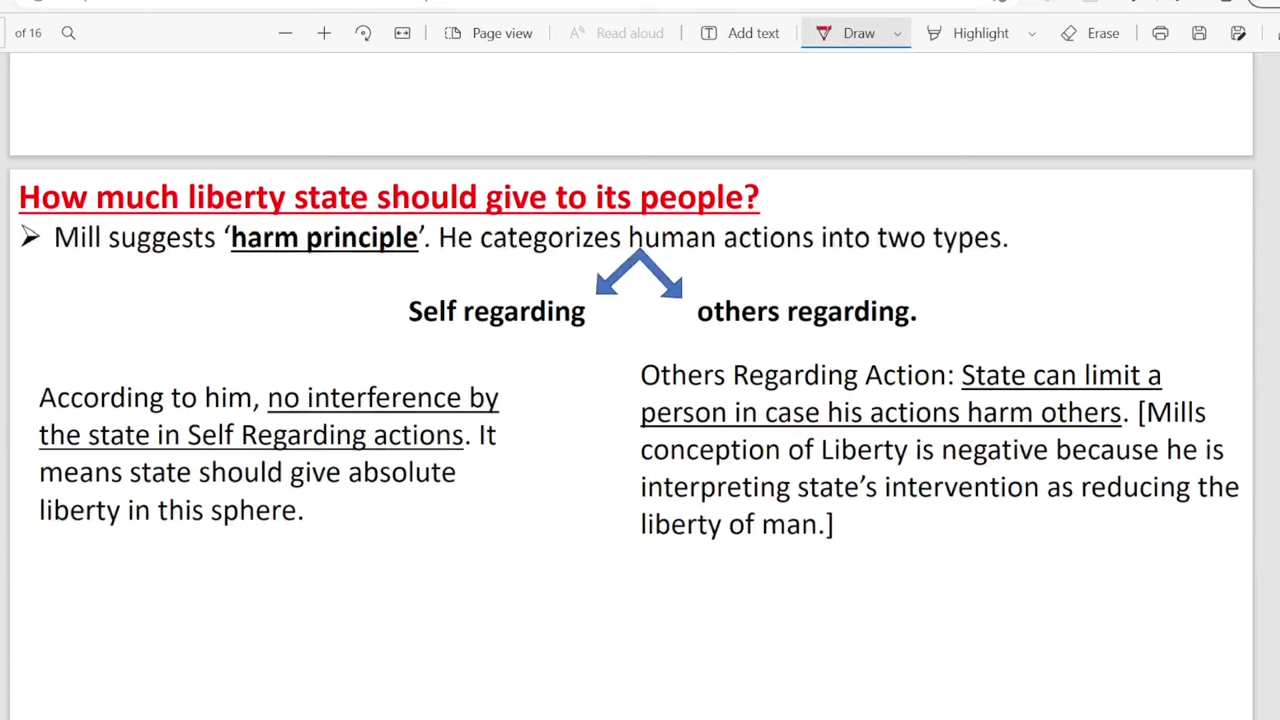 of 16
Page view
Read aloud
Add text
Draw
Highlight
Erase
How much liberty state should give to its people?
Mill suggests ‘harm principle’. He categorizes human actions into two types.
Self regarding
others regarding.
According to him, no interference by
the state in Self Regarding actions. It
means state should give absolute
liberty in this sphere.
Others Regarding Action: State can limit a
person in case his actions harm others. [Mills
conception of Liberty is negative because he is
interpreting state’s intervention as reducing the
liberty of man.]